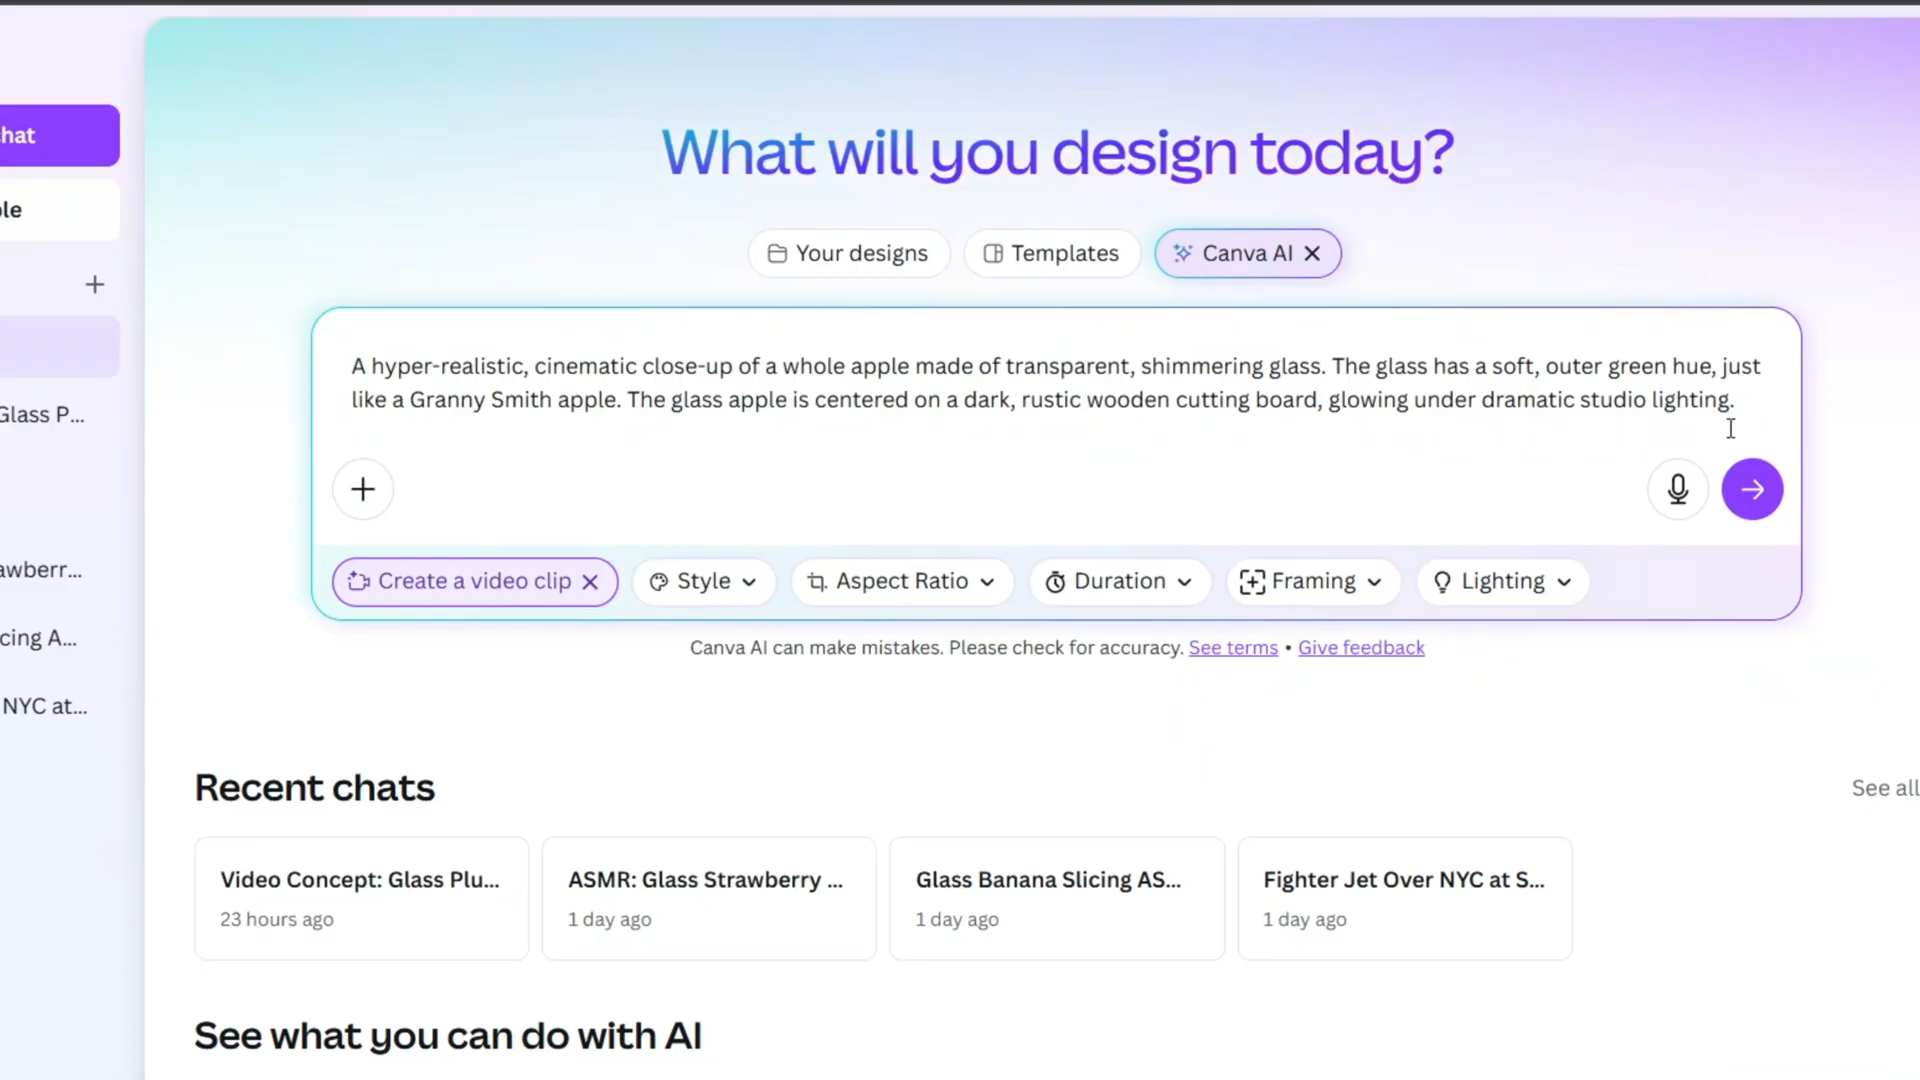 hat
ple
Glass P...
awberr...
cing A...
NYC at...
What will you design today?
Your designs
Templates
Canva AI
A hyper-realistic, cinematic close-up of a whole apple made of transparent, shimmering glass. The glass has a soft, outer green hue, just
like a Granny Smith apple. The glass apple is centered on a dark, rustic wooden cutting board, glowing under dramatic studio lighting.
Create a video clip
Style
Aspect Ratio
Duration
Framing
Lighting
Canva AI can make mistakes. Please check for accuracy. See terms • Give feedback
Recent chats
See all
Video Concept: Glass Plu...
23 hours ago
ASMR: Glass Strawberry ...
1 day ago
Glass Banana Slicing AS...
1 day ago
Fighter Jet Over NYC at S...
1 day ago
See what you can do with AI